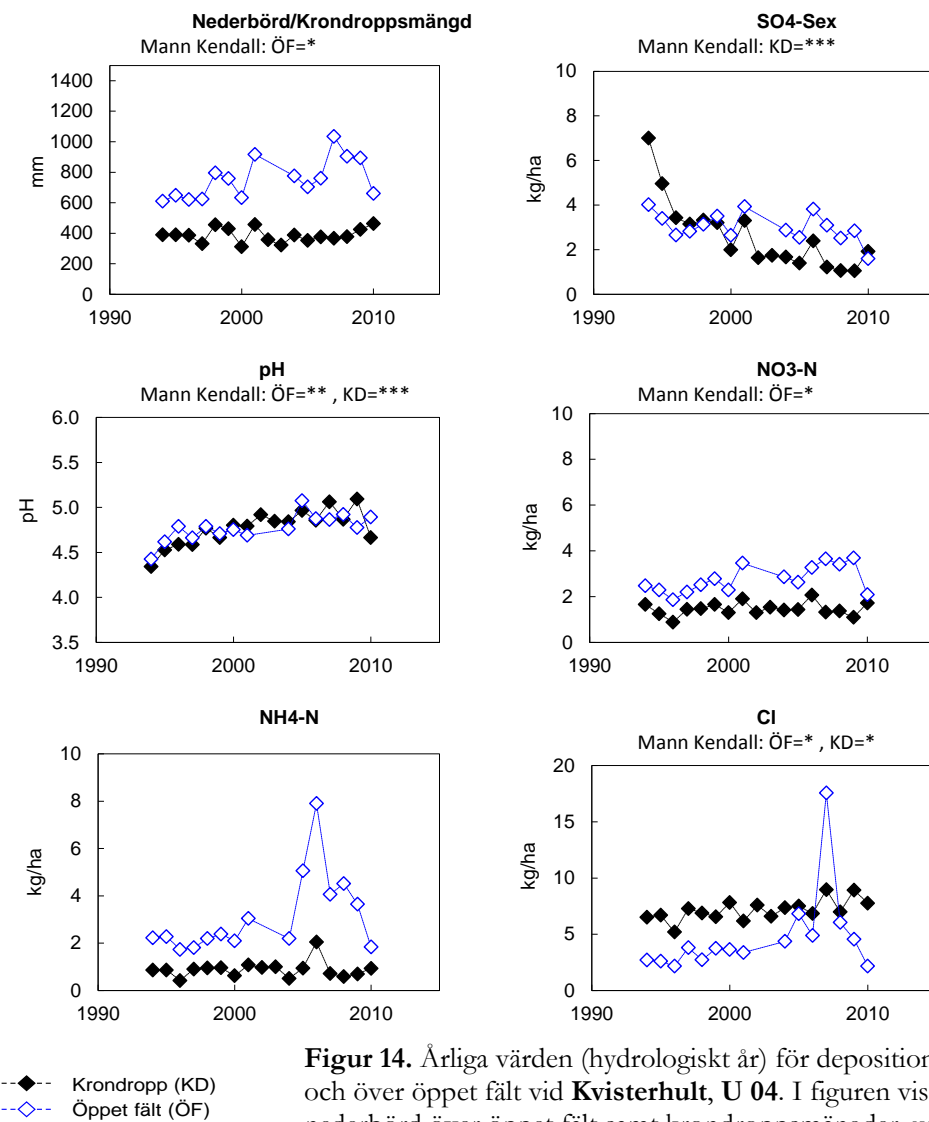 Nederbörd/Krondroppsmängd
Mann Kendall: ÖF=*
mm
1400
1200
1000
800
600
400
200
0
1990 2000 2010
SO4-Sex
Mann Kendall: KD=***
kg/ha
10
8
6
4
2
0
1990 2000 2010
pH
Mann Kendall: ÖF=** , KD=***
pH
6.0
5.5
5.0
4.5
4.0
3.5
1990 2000 2010
NO3-N
Mann Kendall: ÖF=*
kg/ha
10
8
6
4
2
0
1990 2000 2010
NH4-N
kg/ha
10
8
6
4
2
0
1990 2000 2010
Cl
Mann Kendall: ÖF=* , KD=*
kg/ha
20
15
10
5
0
1990 2000 2010
Krondropp (KD)
Öppet fält (ÖF)
Figur 14. Årliga värden (hydrologiskt år) för deposition
och över öppet fält vid Kvisterhult, U 04. I figuren vis